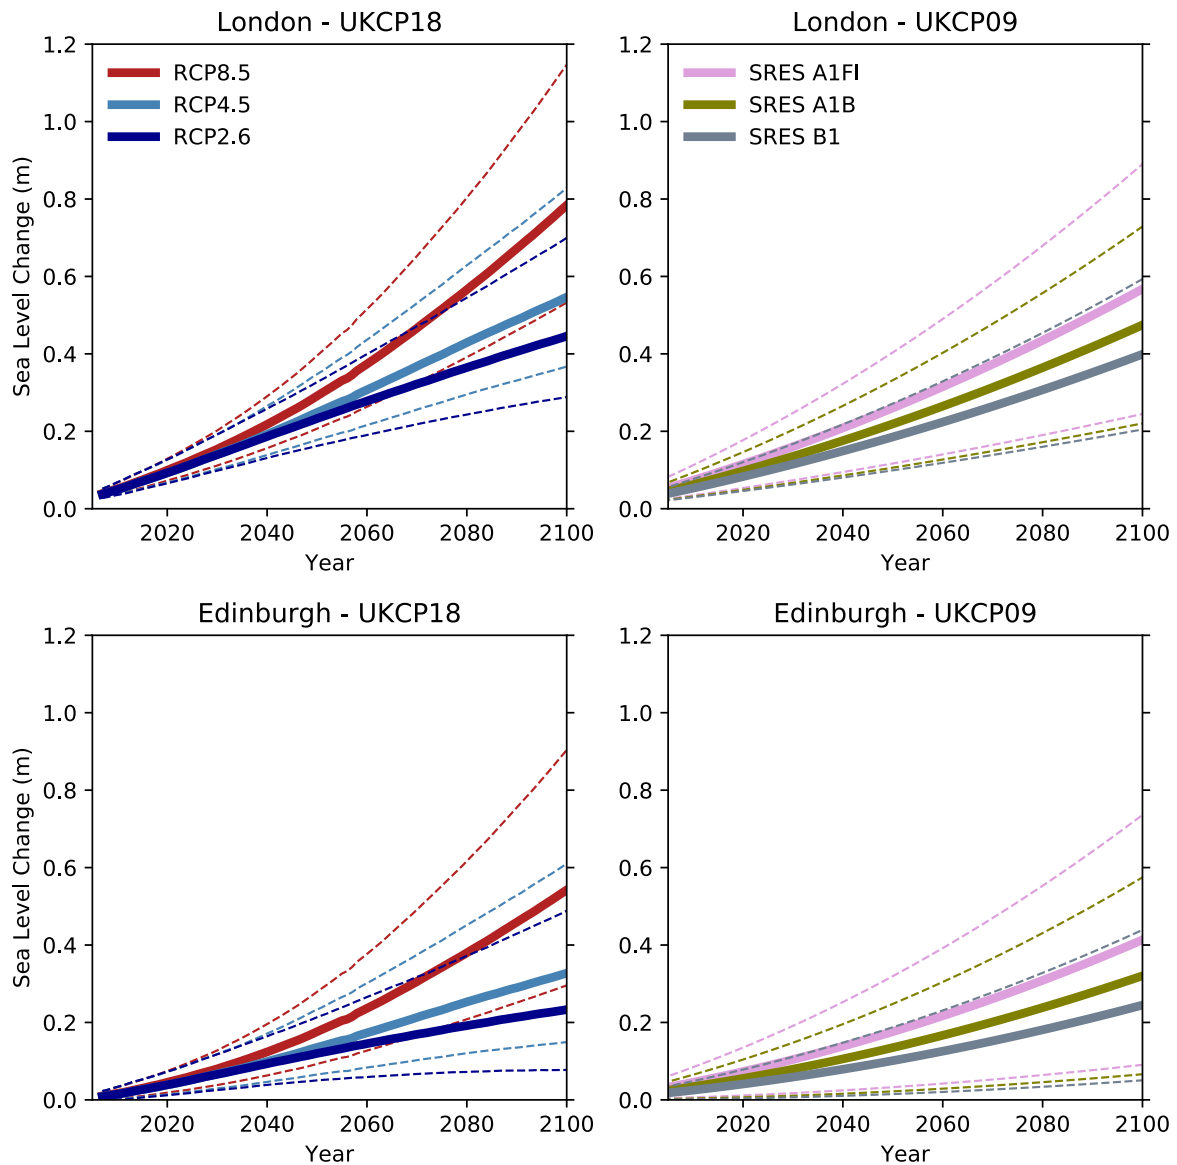 London - UKCP18
1.2
1.0
0.8
0.6
0.4
0.2
0.0
Sea Level Change (m)
RCP8.5
RCP4.5
RCP2.6
2020 2040 2060 2080 2100
Year
London - UKCP09
1.2
1.0
0.8
0.6
0.4
0.2
0.0
SRES A1FI
SRES A1B
SRES B1
2020 2040 2060 2080 2100
Year
Edinburgh - UKCP18
1.2
1.0
0.8
0.6
0.4
0.2
0.0
Sea Level Change (m)
2020 2040 2060 2080 2100
Year
Edinburgh - UKCP09
1.2
1.0
0.8
0.6
0.4
0.2
0.0
2020 2040 2060 2080 2100
Year